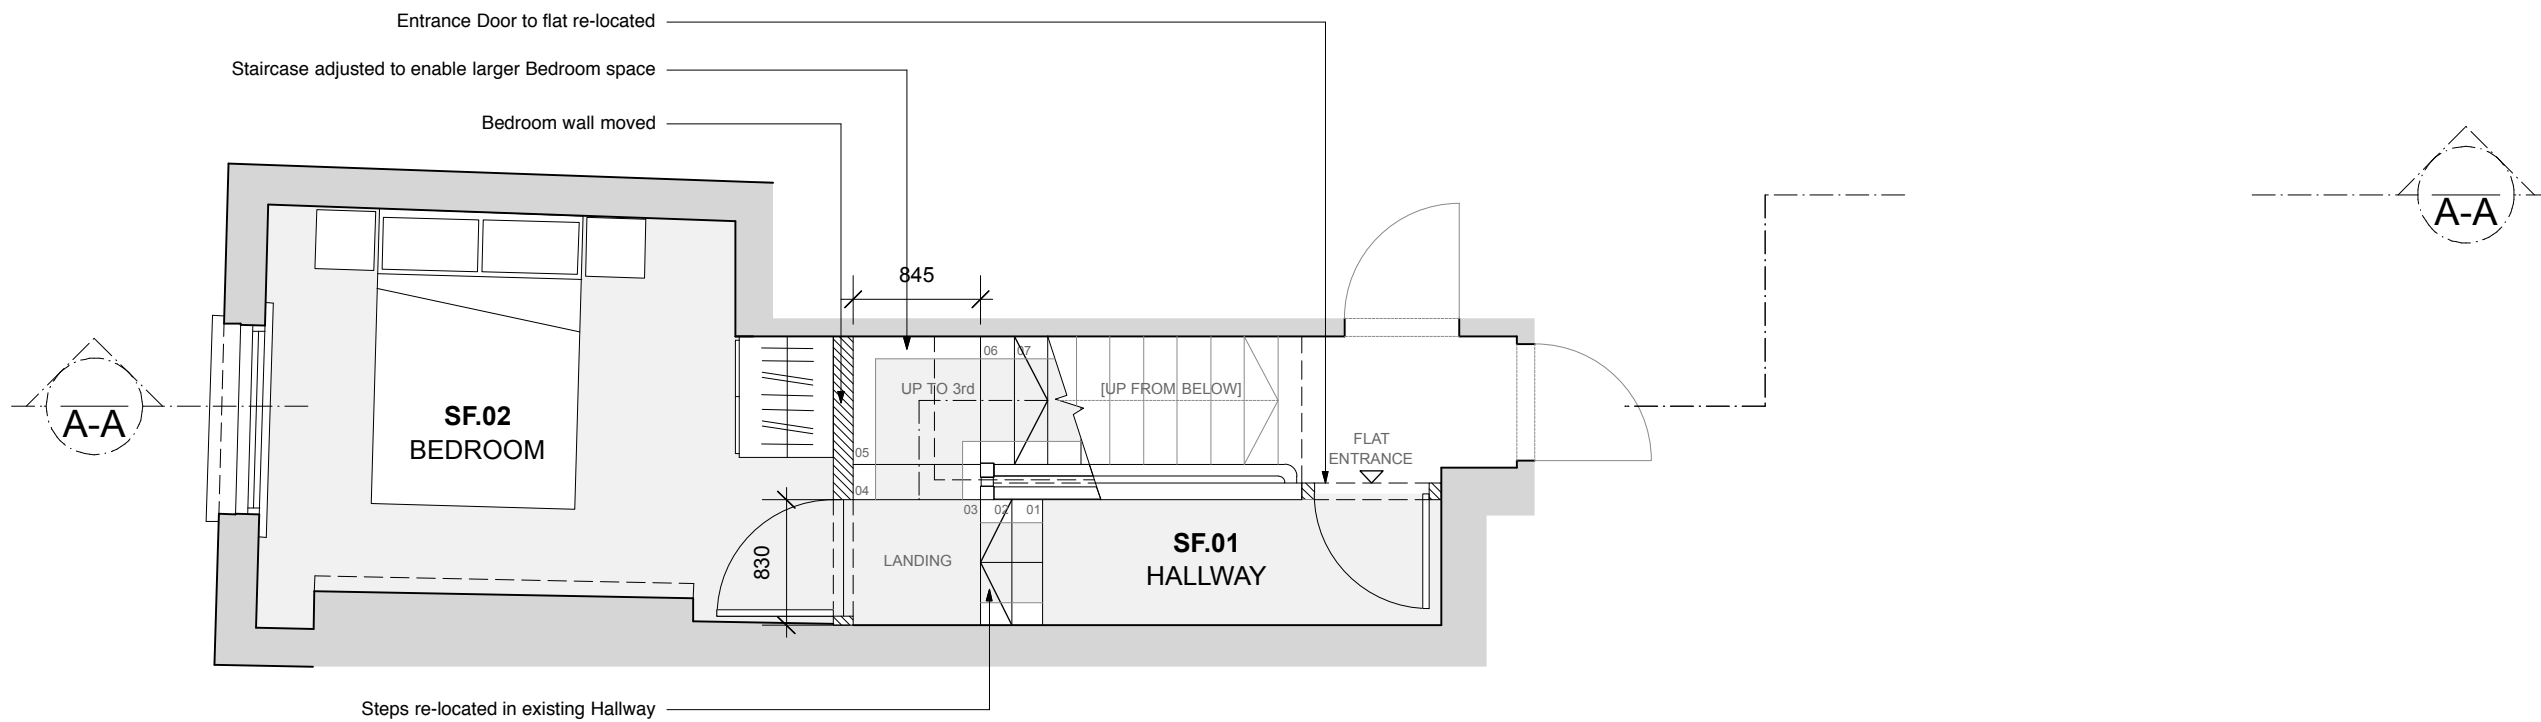 Entrance Door to flat re-located
Staircase adjusted to enable larger Bedroom space
Bedroom wall moved
A-A
845
06
07
UP TO 3rd
[UP FROM BELOW]
A-A
SF.02
BEDROOM
FLAT
ENTRANCE
05
04
03
02
01
830
LANDING
SF.01
HALLWAY
Steps re-located in existing Hallway